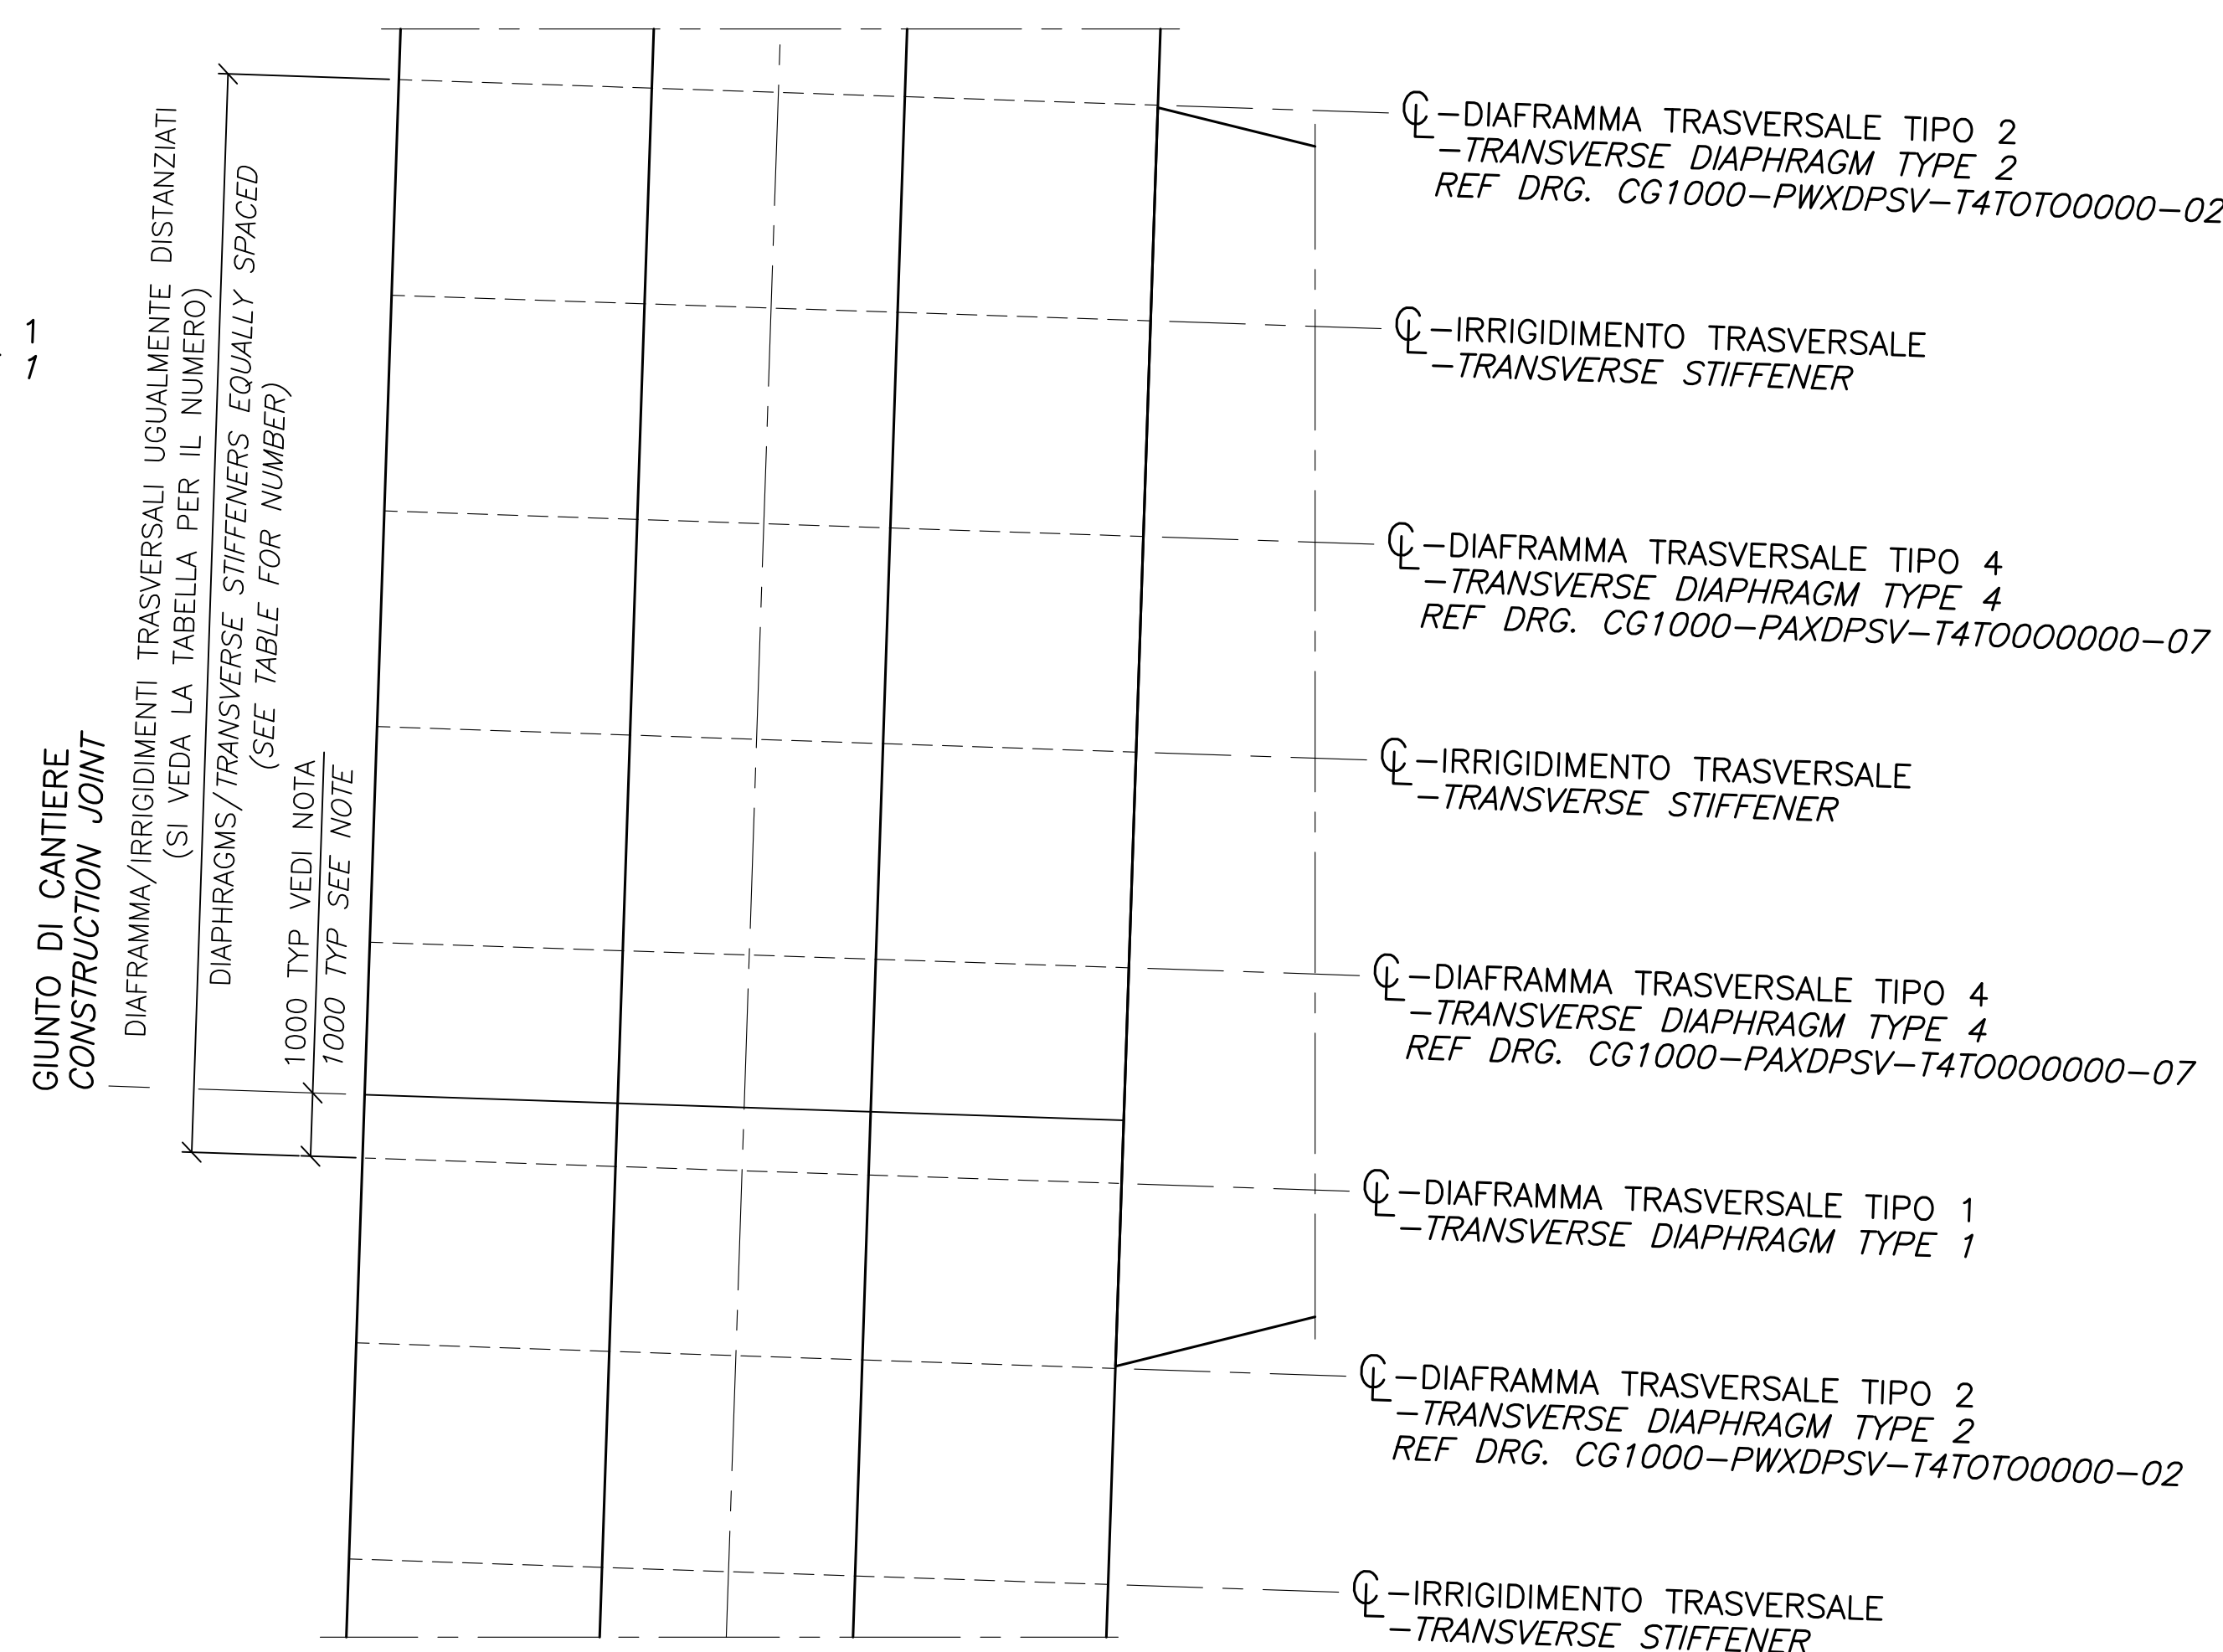 1
1
GIUNTO DI CANTIERE
CONSTRUCTION JOINT
DIAFRAMMA/IRRIGIDIMENTI TRASVERSALI UGUALMENTE DISTANZIATI
(SI VEDA LA TABELLA PER IL NUMERO)
DIAPHRAGMS/TRANSVERSE STIFFENERS EQUALLY SPACED
(SEE TABLE FOR NUMBER)
1000 TYP VEDI NOTA
1000 TYP SEE NOTE
℄-DIAFRAMMA TRASVERSALE TIPO 2
-TRANSVERSE DIAPHRAGM TYPE 2
REF DRG. CG1000-PWXDPSV-T4TOTO0000-02
℄-IRRIGIDIMENTO TRASVERSALE
-TRANSVERSE STIFFENER
℄-DIAFRAMMA TRASVERSALE TIPO 4
-TRANSVERSE DIAPHRAGM TYPE 4
REF DRG. CG1000-PAXDPSV-T4TO000000-07
℄-IRRIGIDIMENTO TRASVERSALE
-TRANSVERSE STIFFENER
℄-DIAFRAMMA TRASVERSALE TIPO 4
-TRANSVERSE DIAPHRAGM TYPE 4
REF DRG. CG1000-PAXDPSV-T4TO000000-07
℄-DIAFRAMMA TRASVERSALE TIPO 1
-TRANSVERSE DIAPHRAGM TYPE 1
℄-DIAFRAMMA TRASVERSALE TIPO 2
-TRANSVERSE DIAPHRAGM TYPE 2
REF DRG. CG1000-PWXDPSV-T4TOTO0000-02
℄-IRRIGIDIMENTO TRASVERSALE
-TRANSVERSE STIFFENER